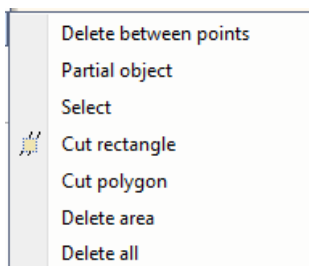 Delete between points
Partial object
Select
Cut rectangle
Cut polygon
Delete area
Delete all